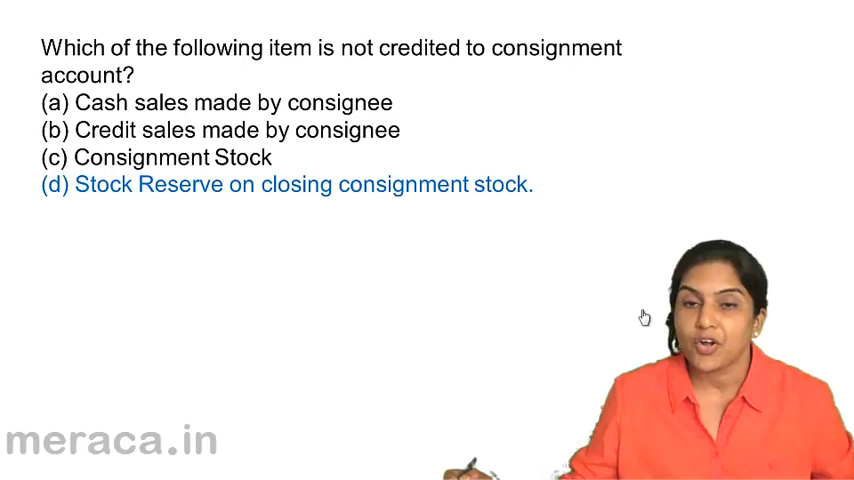 Which of the following item is not credited to consignment
account?
(a) Cash sales made by consignee
(b) Credit sales made by consignee
(c) Consignment Stock
(d) Stock Reserve on closing consignment stock.
meraca.in